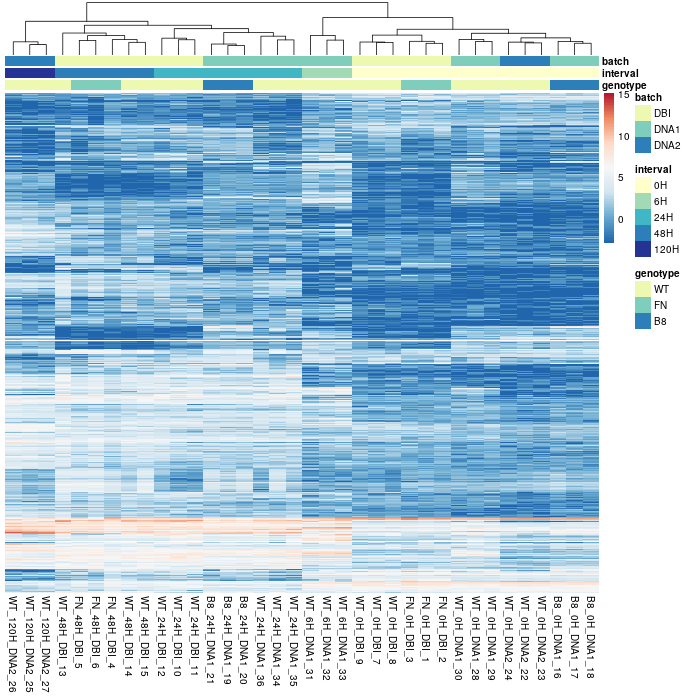 batch
interval
genotype
15
10
5
0
batch
DBI
DNA1
DNA2
interval
0H
6H
24H
48H
120H
genotype
WT
FN
B8
WT_120H_DNA2_26
WT_120H_DNA2_25
WT_120H_DNA2_27
WT_48H_DBI_13
FN_48H_DBI_5
FN_48H_DBI_6
FN_48H_DBI_4
WT_48H_DBI_14
WT_48H_DBI_15
WT_24H_DBI_12
WT_24H_DBI_10
WT_24H_DBI_11
B8_24H_DNA1_21
B8_24H_DNA1_19
B8_24H_DNA1_20
WT_24H_DNA1_36
WT_24H_DNA1_34
WT_24H_DNA1_35
WT_6H_DNA1_31
WT_6H_DNA1_32
WT_6H_DNA1_33
WT_0H_DBI_9
WT_0H_DBI_7
WT_0H_DBI_8
FN_0H_DBI_3
FN_0H_DBI_1
FN_0H_DBI_2
WT_0H_DNA1_30
WT_0H_DNA1_28
WT_0H_DNA1_29
WT_0H_DNA2_24
WT_0H_DNA2_22
WT_0H_DNA2_23
B8_0H_DNA1_16
B8_0H_DNA1_17
B8_0H_DNA1_18